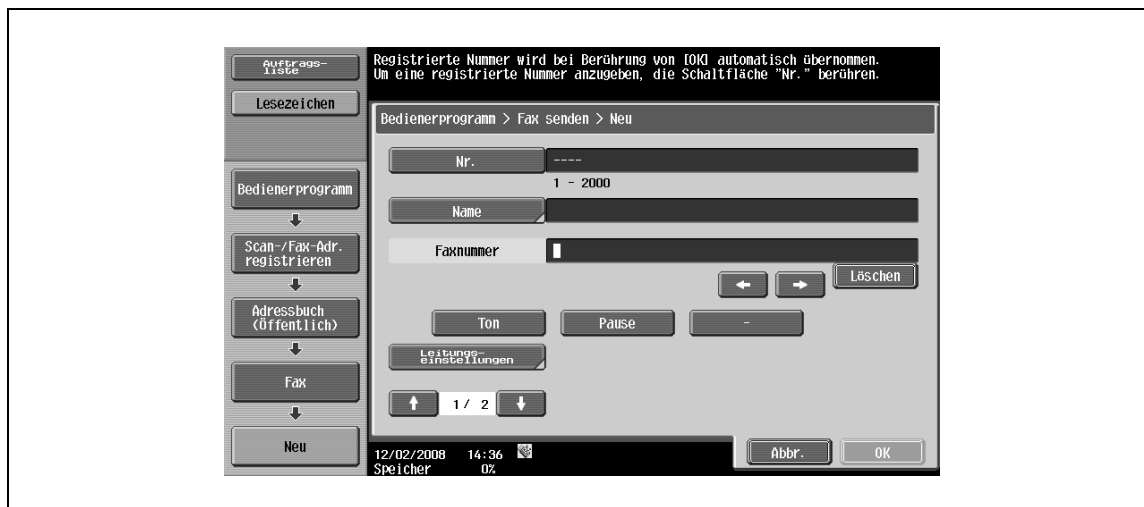 Auftrags-
liste
Lesezeichen
Registrierte Nummer wird bei Berührung von [OK] automatisch übernommen.
Um eine registrierte Nummer anzugeben, die Schaltfläche "Nr." berühren.
Bedienerprogramm > Fax senden > Neu
Nr.
----
1 - 2000
Bedienerprogramm
Name
Scan-/Fax-Adr.
registrieren
Faxnummer
Löschen
Adressbuch
(Öffentlich)
Ton
Pause
-
Leitungs-
einstellungen
Fax
1/ 2
Neu
12/02/2008 14:36
Speicher 0%
Abbr.
OK